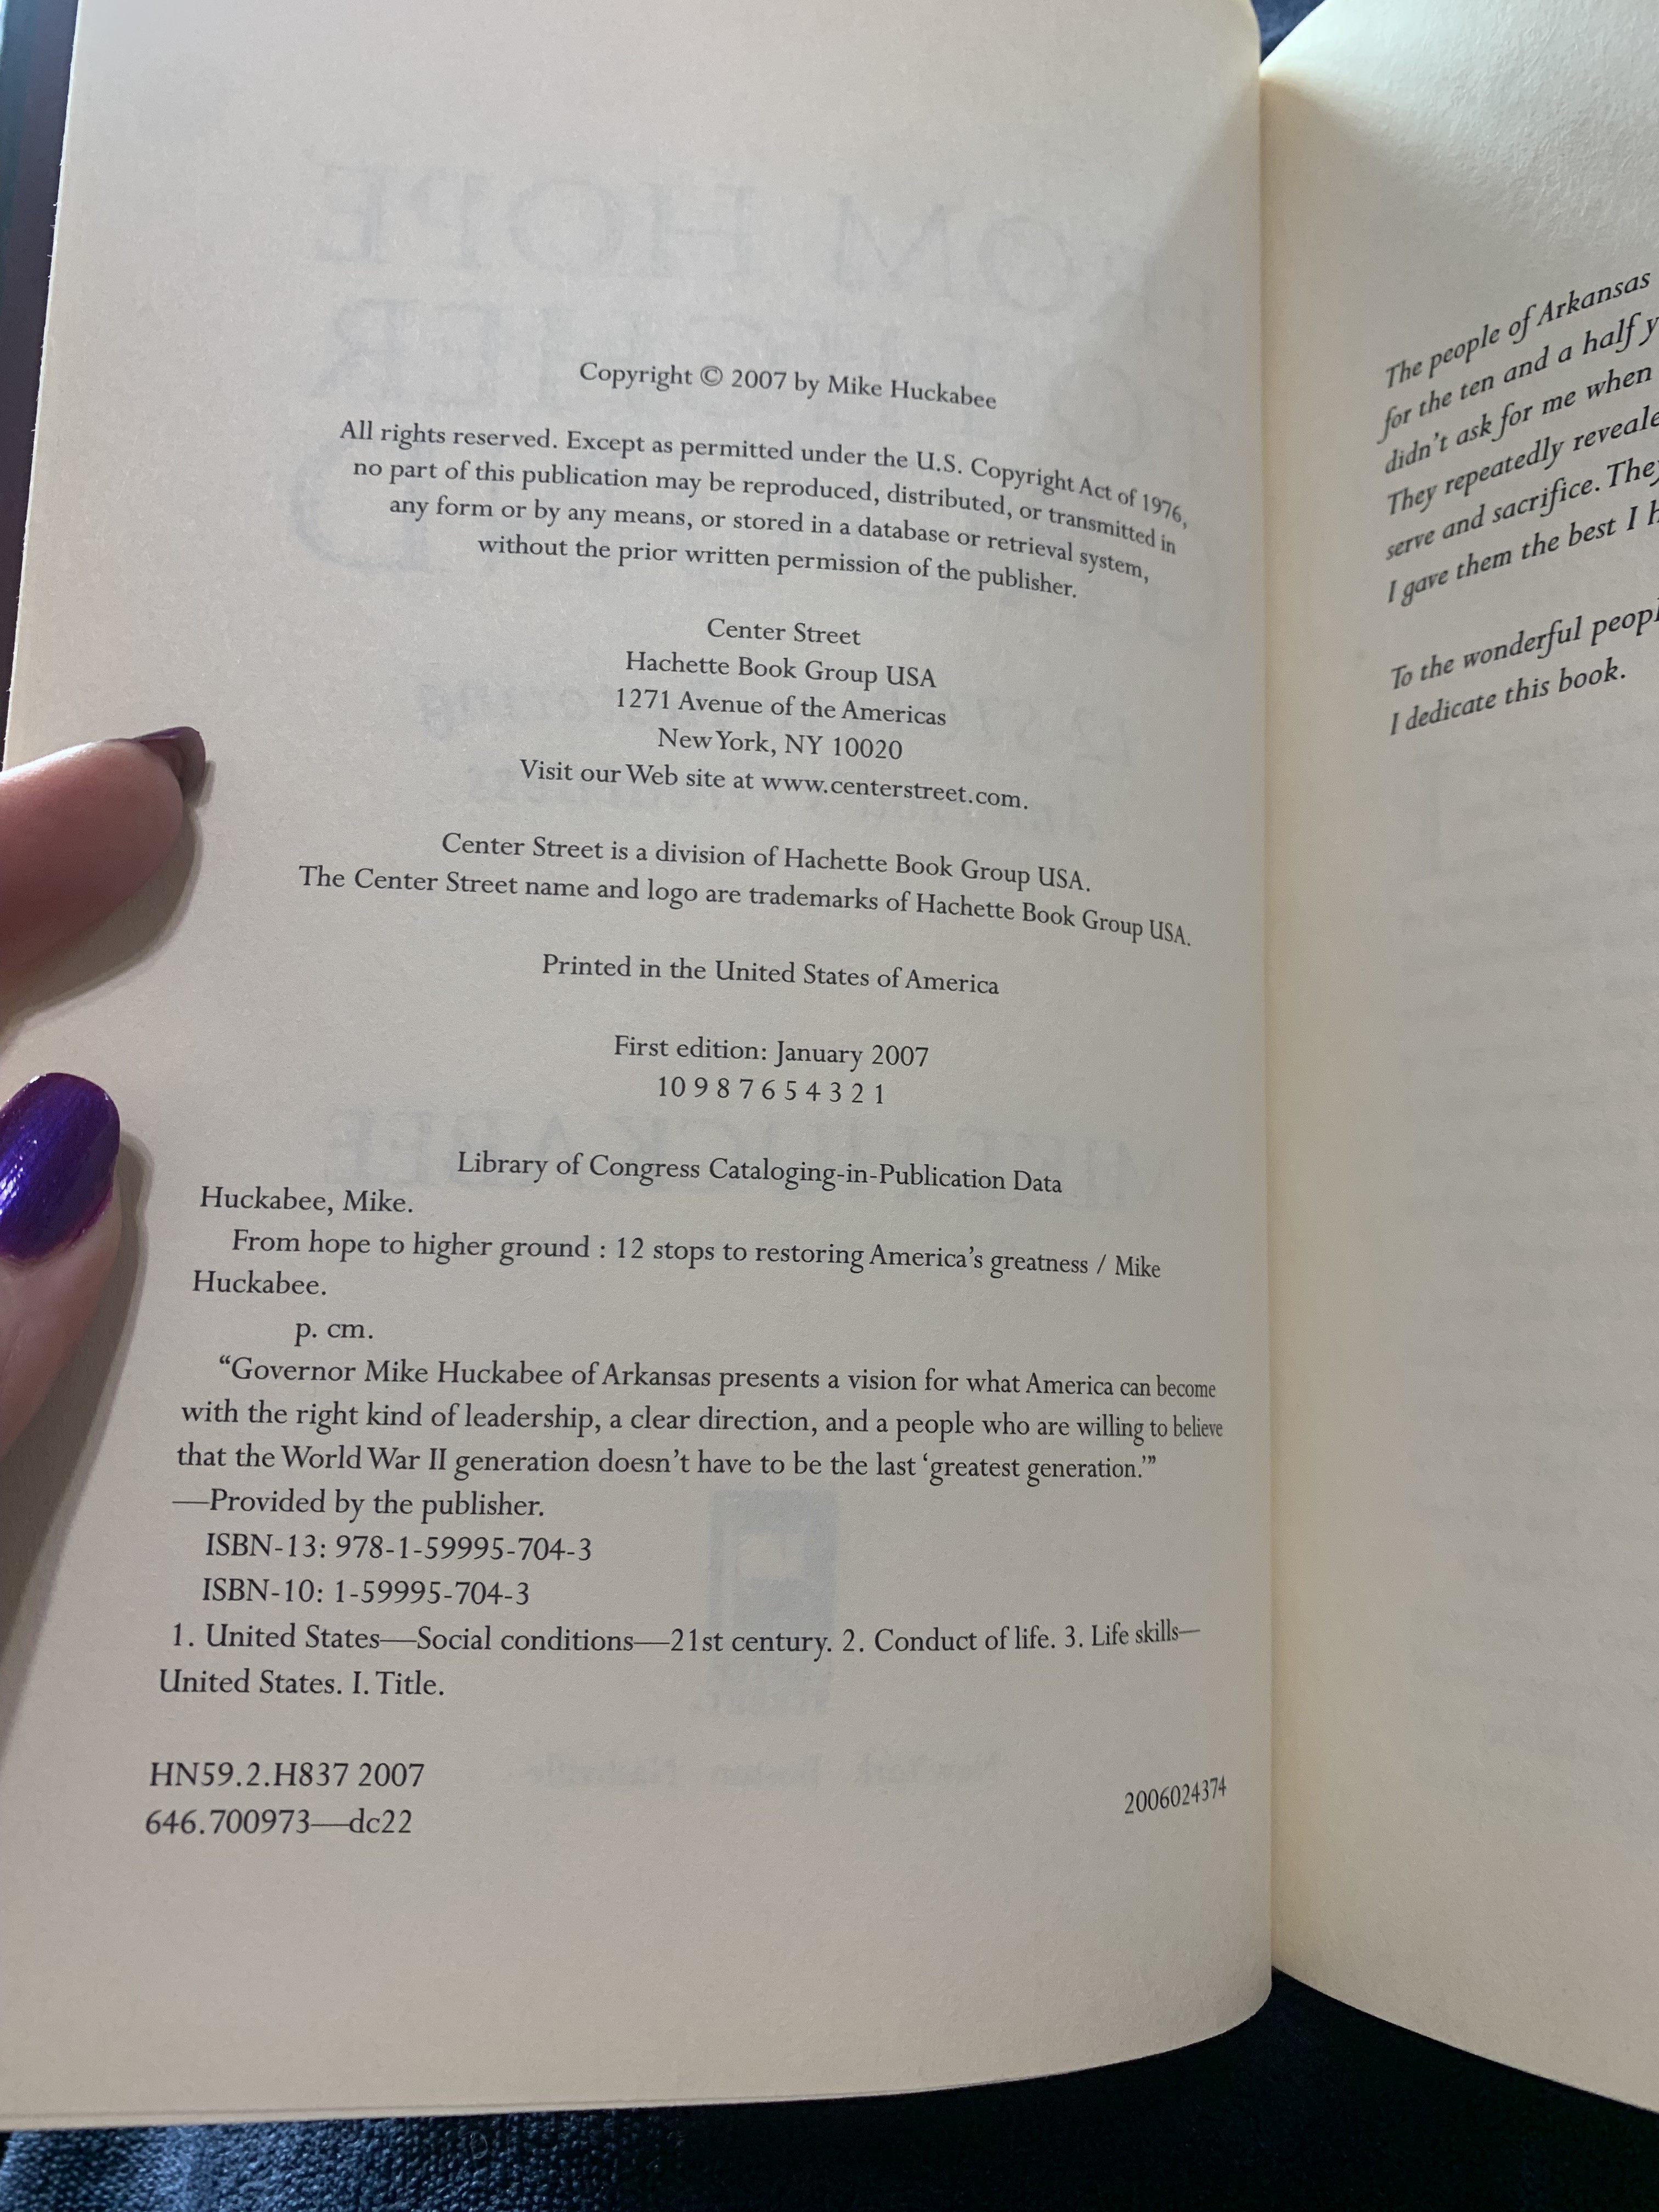 Copyright © 2007 by Mike Huckabee
All rights reserved. Except as permitted under the U.S. Copyright Act of 1976,
no part of this publication may be reproduced, distributed, or transmitted in
any form or by any means, or stored in a database or retrieval system,
without the prior written permission of the publisher.
Center Street
Hachette Book Group USA
1271 Avenue of the Americas
New York, NY 10020
Visit our Web site at www.centerstreet.com.
Center Street is a division of Hachette Book Group USA.
The Center Street name and logo are trademarks of Hachette Book Group USA.
Printed in the United States of America
First edition: January 2007
10 9 8 7 6 5 4 3 2 1
Library of Congress Cataloging-in-Publication Data
Huckabee, Mike.
From hope to higher ground : 12 stops to restoring America's greatness / Mike
Huckabee.
p. cm.
“Governor Mike Huckabee of Arkansas presents a vision for what America can become
with the right kind of leadership, a clear direction, and a people who are willing to believe
that the World War II generation doesn't have to be the last ‘greatest generation.’”
—Provided by the publisher.
ISBN-13: 978-1-59995-704-3
ISBN-10: 1-59995-704-3
1. United States—Social conditions—21st century. 2. Conduct of life. 3. Life skills—
United States. I. Title.
HN59.2.H837 2007
646.700973—dc22
2006024374
The people of Arkansas
for the ten and a half
didn't ask for me when
They repeatedly
serve and sacrifice.
I gave them the best I
To the wonderful
I dedicate this book.